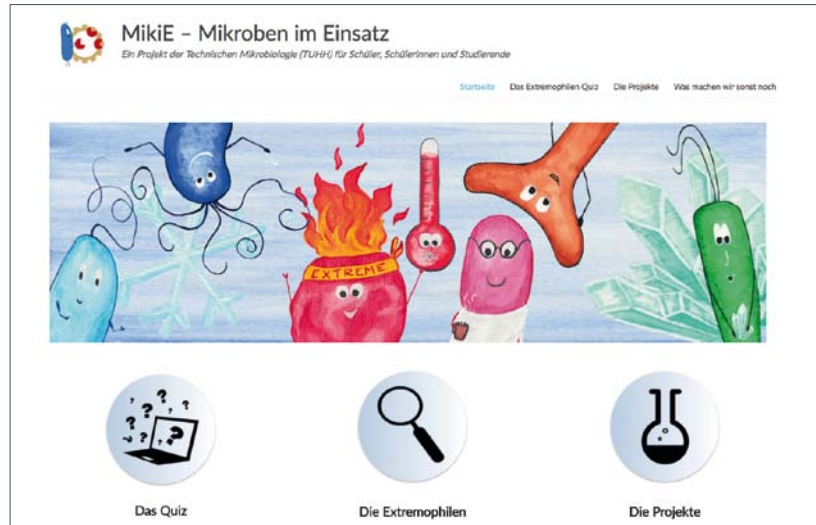 MikiE – Mikroben im Einsatz
Ein Projekt der Technischen Mikrobiologie (TUHH) für Schüler, Schülerinnen und Studierende
Startseite Das Extremophilen Quiz Die Projekte Was machen wir sonst noch
EXTREME
? ? ? ? ? ? ? ?
Das Quiz Die Extremophilen Die Projekte